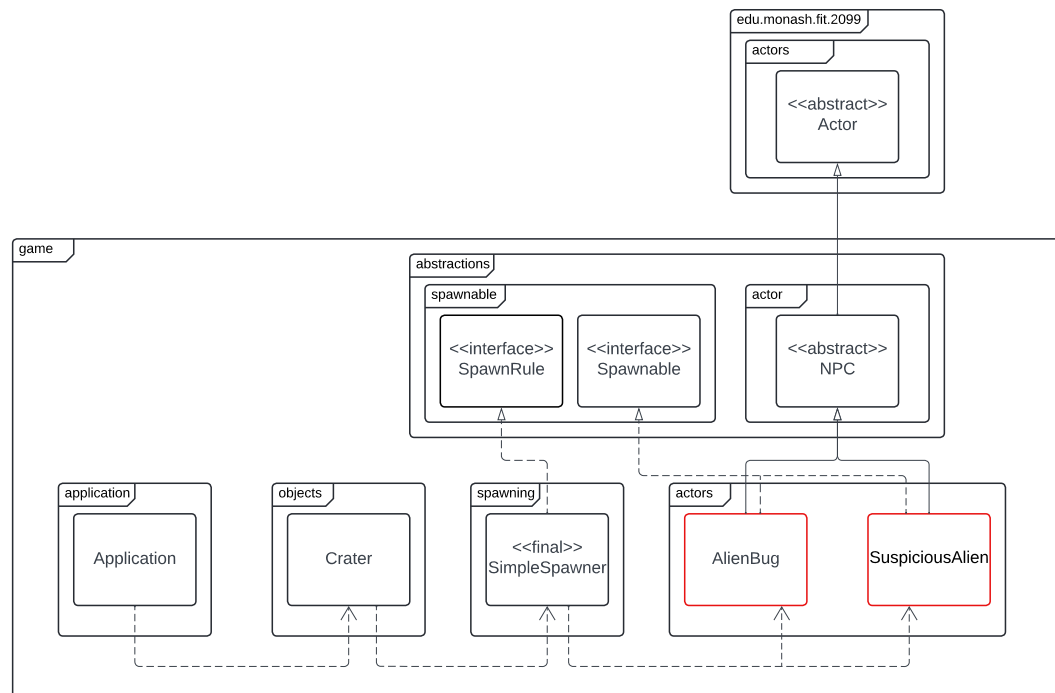 edu.monash.fit.2099
actors
<<abstract>>
Actor
game
abstractions
spawnable
actor
<<interface>>
SpawnRule
<<interface>>
Spawnable
<<abstract>>
NPC
application
objects
spawning
actors
Application
Crater
<<final>>
SimpleSpawner
AlienBug
SuspiciousAlien